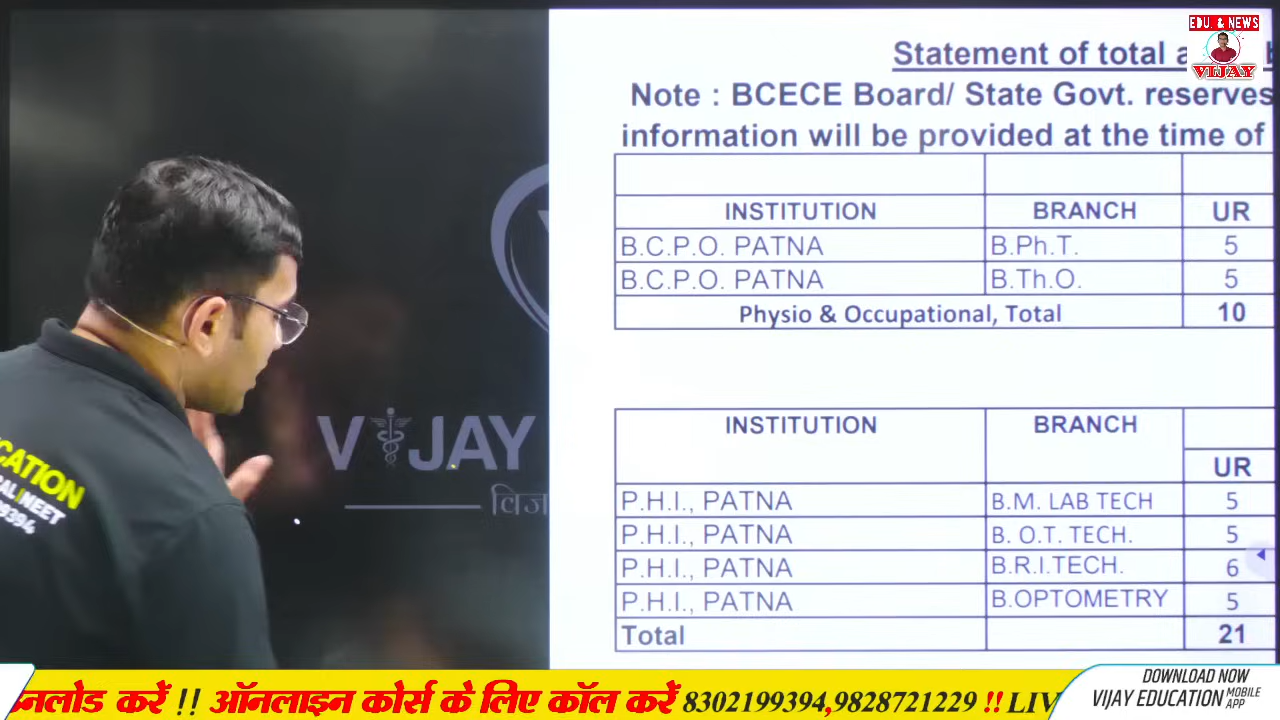 EDU. & NEWS
VIJAY
Statement of total
Note : BCECE Board/ State Govt. reserves
information will be provided at the time of
INSTITUTION BRANCH UR
B.C.P.O. PATNA B.Ph.T. 5
B.C.P.O. PATNA B.Th.O. 5
Physio & Occupational, Total 10
INSTITUTION BRANCH
UR
P.H.I., PATNA B.M. LAB TECH 5
P.H.I., PATNA B. O.T. TECH. 5
P.H.I., PATNA B.R.I.TECH. 6
P.H.I., PATNA B.OPTOMETRY 5
Total 21
VIJAY
विज
CATION
NEET
9394
नलोड करें !! ऑनलाइन कोर्स के लिए कॉल करें 8302199394,9828721229 !! LIV
DOWNLOAD NOW
VIJAY EDUCATION MOBILE APP